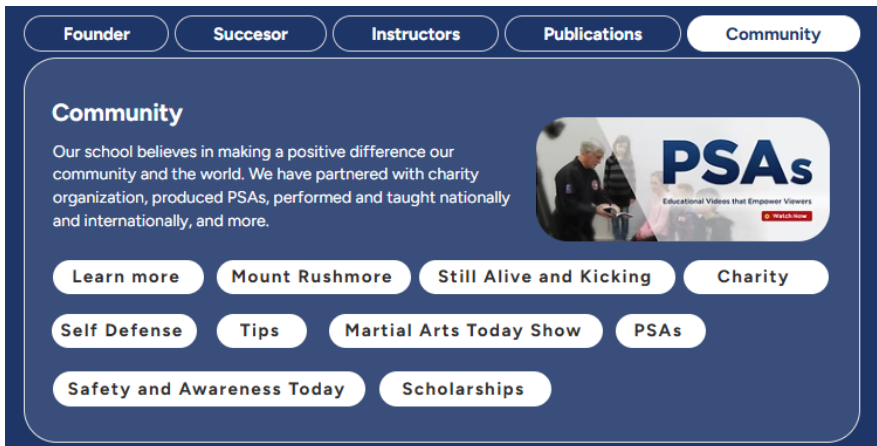 Founder
Succesor
Instructors
Publications
Community
Community
Our school believes in making a positive difference our
community and the world. We have partnered with charity
organization, produced PSAs, performed and taught nationally
and internationally, and more.
PSAs
Educational Videos that Empower Viewers
Watch Now
Learn more
Mount Rushmore
Still Alive and Kicking
Charity
Self Defense
Tips
Martial Arts Today Show
PSAs
Safety and Awareness Today
Scholarships